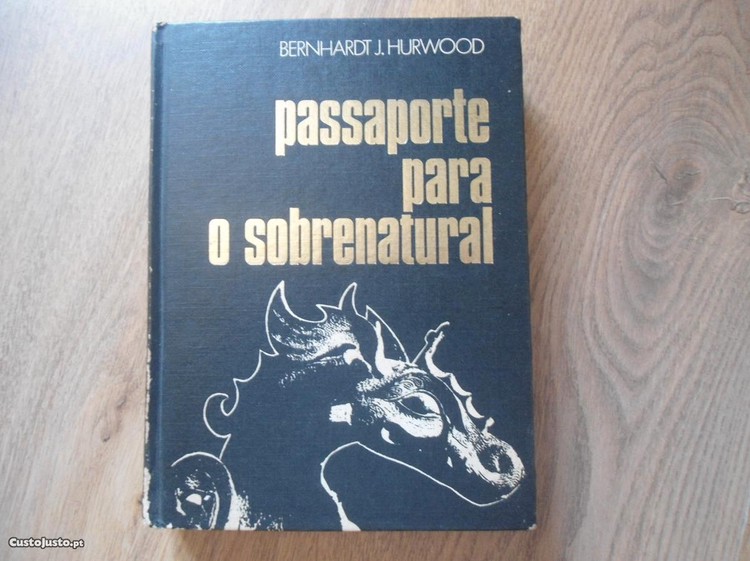 BERNHARDT J. HURWOOD
passaporte
para
o sobrenatural
CustoJusto.pt